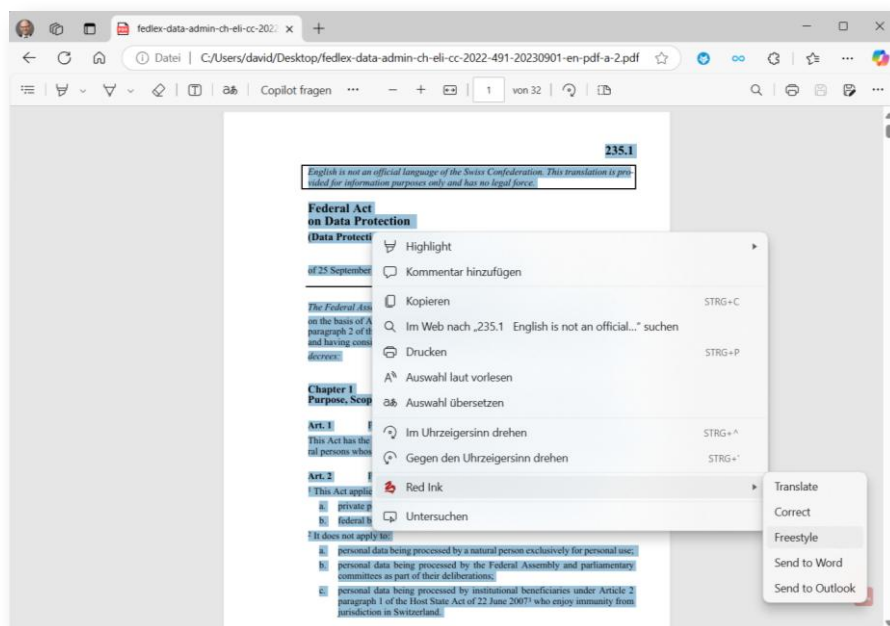 fedlex-data-admin-ch-eli-cc-2022
Datei
C:/Users/david/Desktop/fedlex-data-admin-ch-eli-cc-2022-491-20230901-en-pdf-a-2.pdf
Copilot fragen
1 von 32
235.1
English is not an official language of the Swiss Confederation. This translation is pro-
vided for information purposes only and has no legal force.
Federal Act
on Data Protection
(Data Protecti
of 25 September
The Federal Ass
on the basis of A
paragraph 2 of th
and having consi
decrees:
Chapter 1
Purpose, Scop
Art. 1
This Act has the
ral persons whos
Art. 2
1 This Act applie
a. private p
b. federal b
2 It does not apply to:
a. personal data being processed by a natural person exclusively for personal use;
b. personal data being processed by the Federal Assembly and parliamentary
committees as part of their deliberations;
c. personal data being processed by institutional beneficiaries under Article 2
paragraph 1 of the Host State Act of 22 June 2007³ who enjoy immunity from
jurisdiction in Switzerland.
Highlight
Kommentar hinzufügen
Kopieren STRG+C
Im Web nach „235.1 English is not an official..." suchen
Drucken STRG+P
Auswahl laut vorlesen
Auswahl übersetzen
Im Uhrzeigersinn drehen STRG+^
Gegen den Uhrzeigersinn drehen STRG+'
Red Ink
Untersuchen
Translate
Correct
Freestyle
Send to Word
Send to Outlook